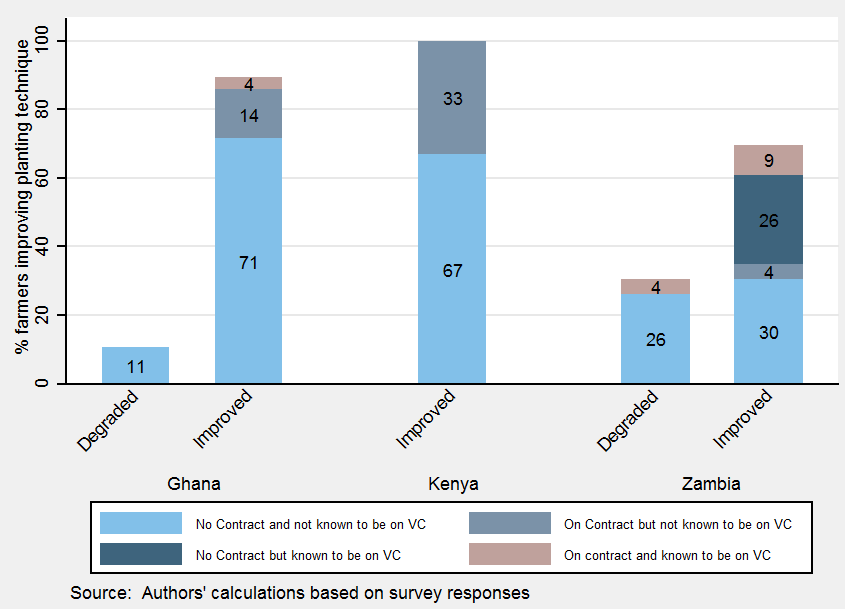 % farmers improving planting technique
100
80
60
40
20
0
4
14
71
11
33
67
4
26
9
26
4
30
Degraded
Improved
Improved
Degraded
Improved
Ghana
Kenya
Zambia
No Contract and not known to be on VC
On Contract but not known to be on VC
No Contract but known to be on VC
On contract and known to be on VC
Source: Authors' calculations based on survey responses